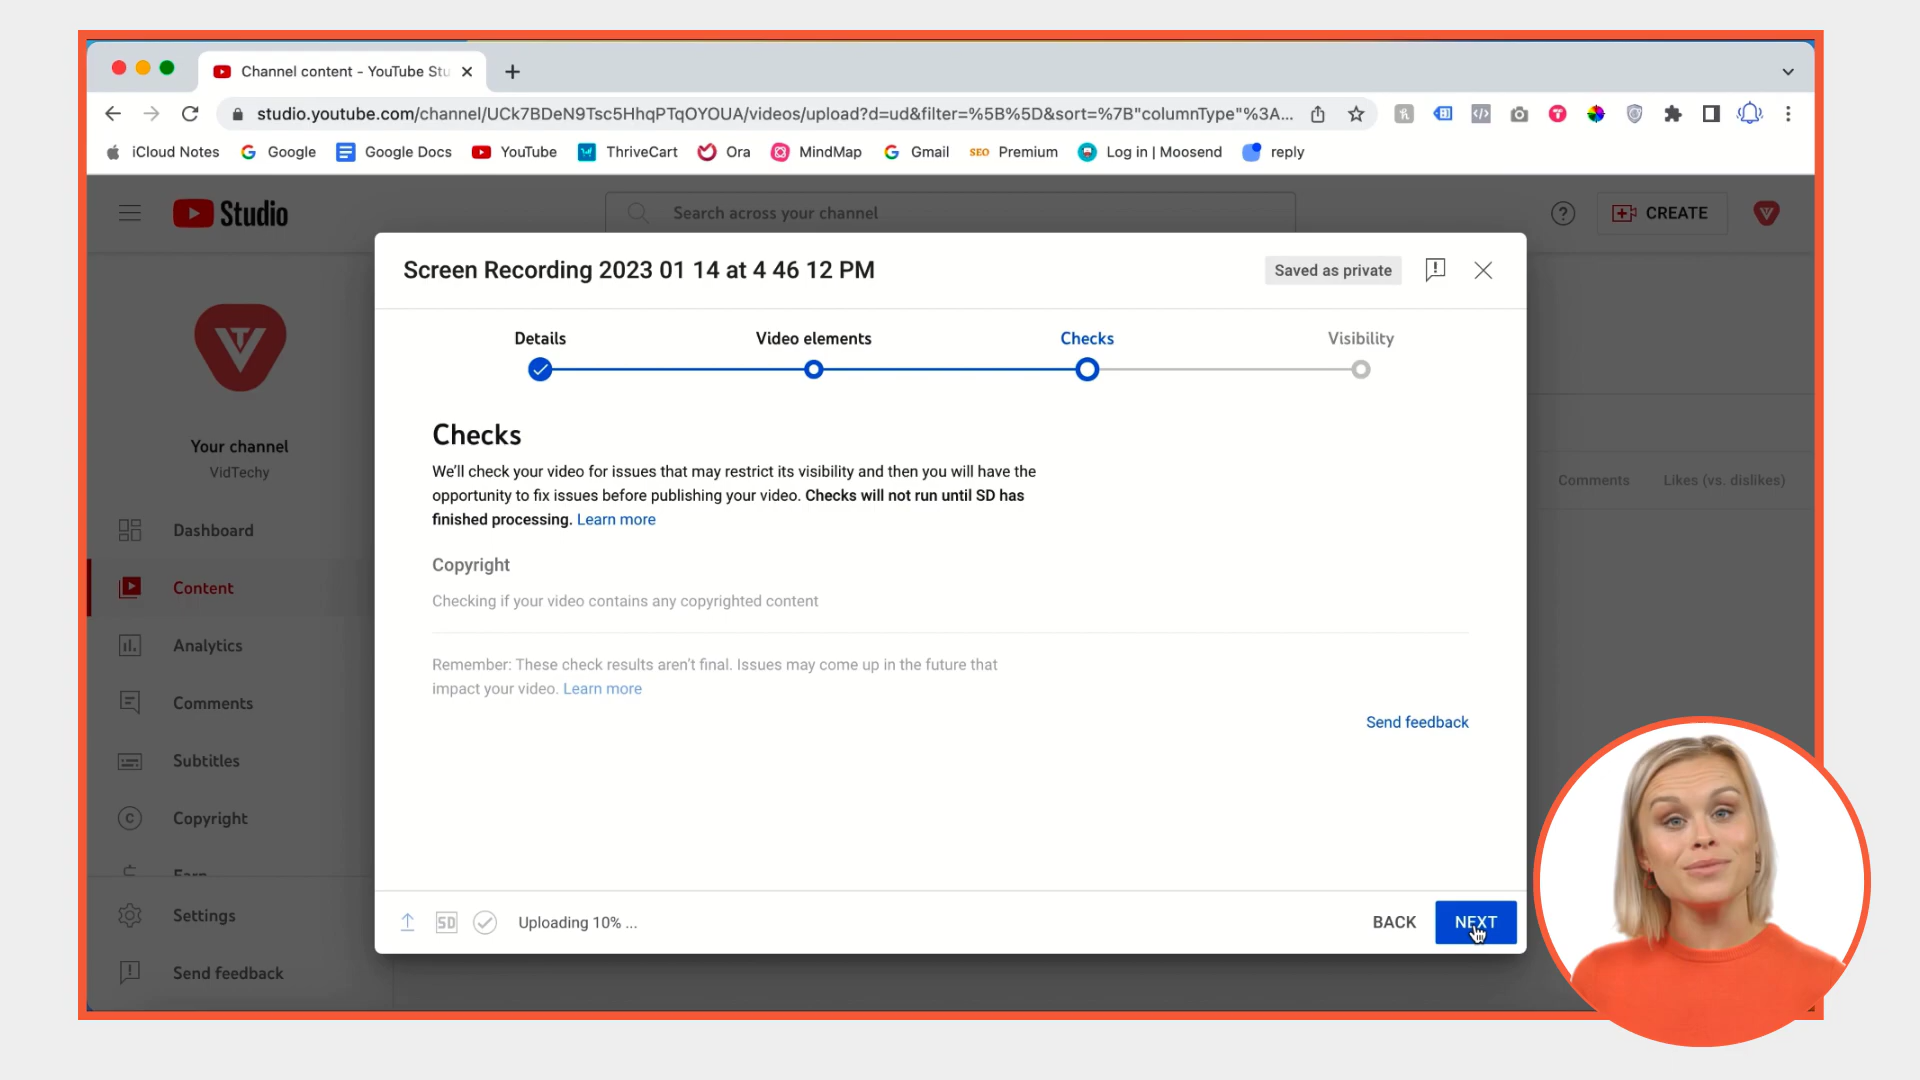 Channel content - YouTube Stu
studio.youtube.com/channel/UCk7BDeN9Tsc5HhqPTqOYOUA/videos/upload?d=ud&filter=%5B%5D&sort=%7B"columnType"%3A...
iCloud Notes Google Google Docs YouTube ThriveCart Ora MindMap Gmail SEO Premium Log in | Moosend reply
Studio
Search across your channel
CREATE
Screen Recording 2023 01 14 at 4 46 12 PM
Saved as private
Details Video elements Checks Visibility
Your channel
VidTechy
Dashboard
Content
Analytics
Comments
Subtitles
Copyright
Earn
Settings
Send feedback
Checks
We'll check your video for issues that may restrict its visibility and then you will have the
opportunity to fix issues before publishing your video. Checks will not run until SD has
finished processing. Learn more
Copyright
Checking if your video contains any copyrighted content
Remember: These check results aren't final. Issues may come up in the future that
impact your video. Learn more
Send feedback
Comments Likes (vs. dislikes)
SD Uploading 10% ...
BACK NEXT